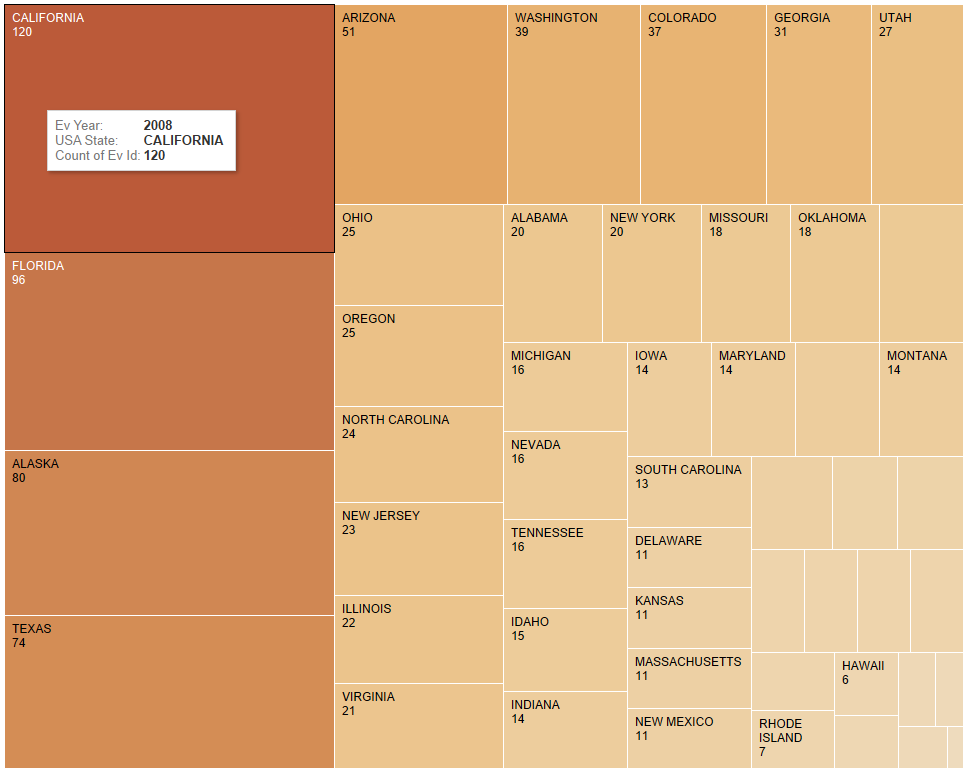 CALIFORNIA
120
Ev Year: 2008
USA State: CALIFORNIA
Count of Ev Id: 120
FLORIDA
96
ALASKA
80
TEXAS
74
ARIZONA
51
WASHINGTON
39
COLORADO
37
GEORGIA
31
UTAH
27
OHIO
25
OREGON
25
NORTH CAROLINA
24
NEW JERSEY
23
ILLINOIS
22
VIRGINIA
21
ALABAMA
20
NEW YORK
20
MISSOURI
18
OKLAHOMA
18
MICHIGAN
16
NEVADA
16
TENNESSEE
16
IDAHO
15
INDIANA
14
IOWA
14
MARYLAND
14
MONTANA
14
SOUTH CAROLINA
13
DELAWARE
11
KANSAS
11
MASSACHUSETTS
11
NEW MEXICO
11
RHODE
ISLAND
7
HAWAII
6